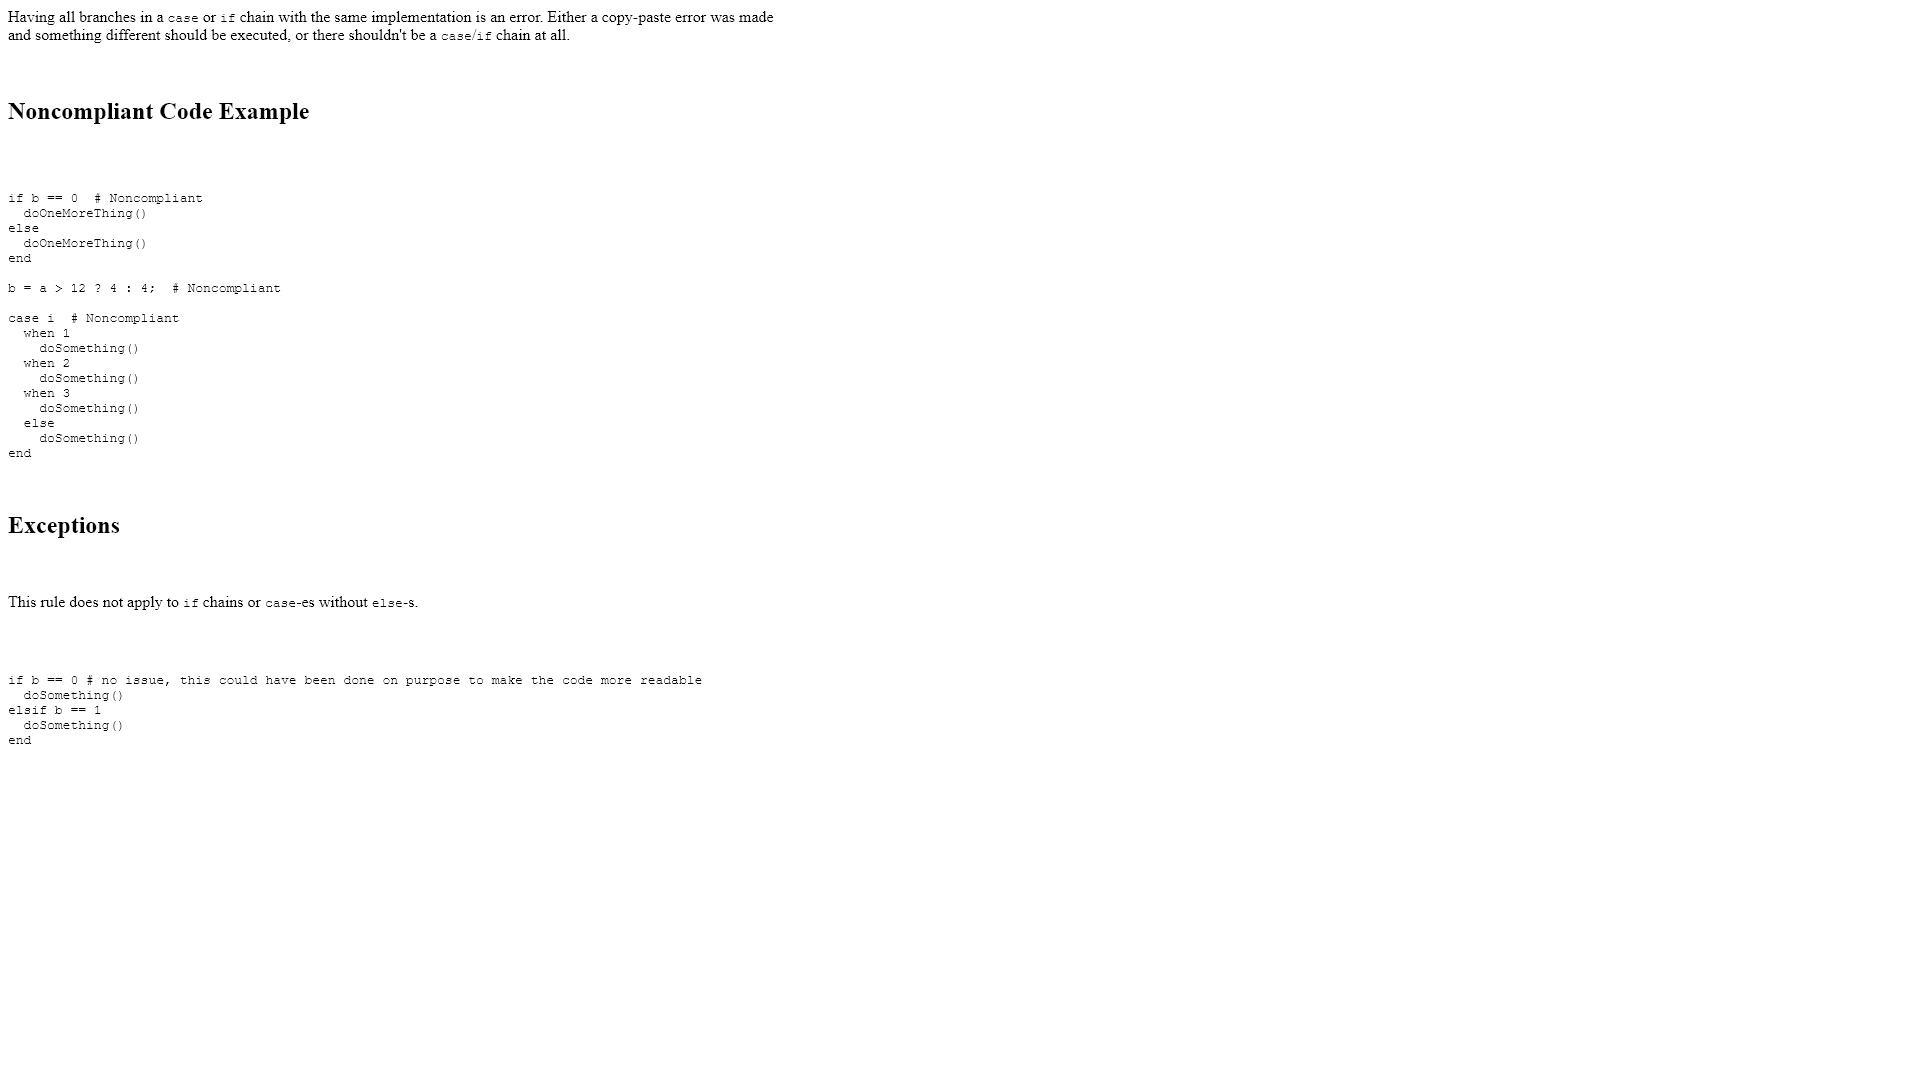 Having all branches in a case or if chain with the same implementation is an error. Either a copy-paste error was made
and something different should be executed, or there shouldn't be a case/if chain at all.
Noncompliant Code Example
if b == 0  # Noncompliant
  doOneMoreThing()
else
  doOneMoreThing()
end
b = a > 12 ? 4 : 4;  # Noncompliant
case i  # Noncompliant
  when 1
    doSomething()
  when 2
    doSomething()
  when 3
    doSomething()
  else
    doSomething()
end
Exceptions
This rule does not apply to if chains or case-es without else-s.
if b == 0 # no issue, this could have been done on purpose to make the code more readable
  doSomething()
elsif b == 1
  doSomething()
end